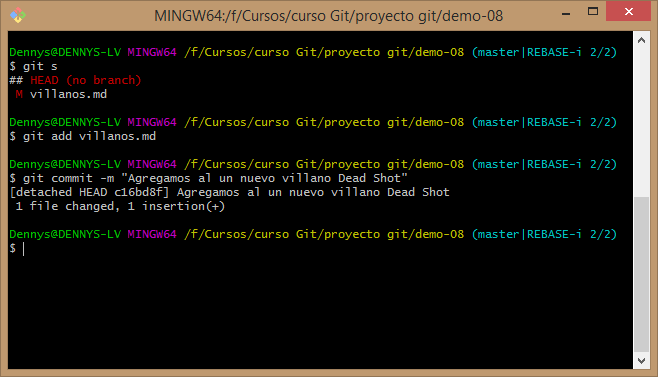 MINGW64:/f/Cursos/curso Git/proyecto git/demo-08
Dennys@DENNYS-LV MINGW64 /f/Cursos/curso Git/proyecto git/demo-08 (master|REBASE-i 2/2)
$ git s
## HEAD (no branch)
 M villanos.md
Dennys@DENNYS-LV MINGW64 /f/Cursos/curso Git/proyecto git/demo-08 (master|REBASE-i 2/2)
$ git add villanos.md
Dennys@DENNYS-LV MINGW64 /f/Cursos/curso Git/proyecto git/demo-08 (master|REBASE-i 2/2)
$ git commit -m "Agregamos al un nuevo villano Dead Shot"
[detached HEAD c16bd8f] Agregamos al un nuevo villano Dead Shot
 1 file changed, 1 insertion(+)
Dennys@DENNYS-LV MINGW64 /f/Cursos/curso Git/proyecto git/demo-08 (master|REBASE-i 2/2)
$